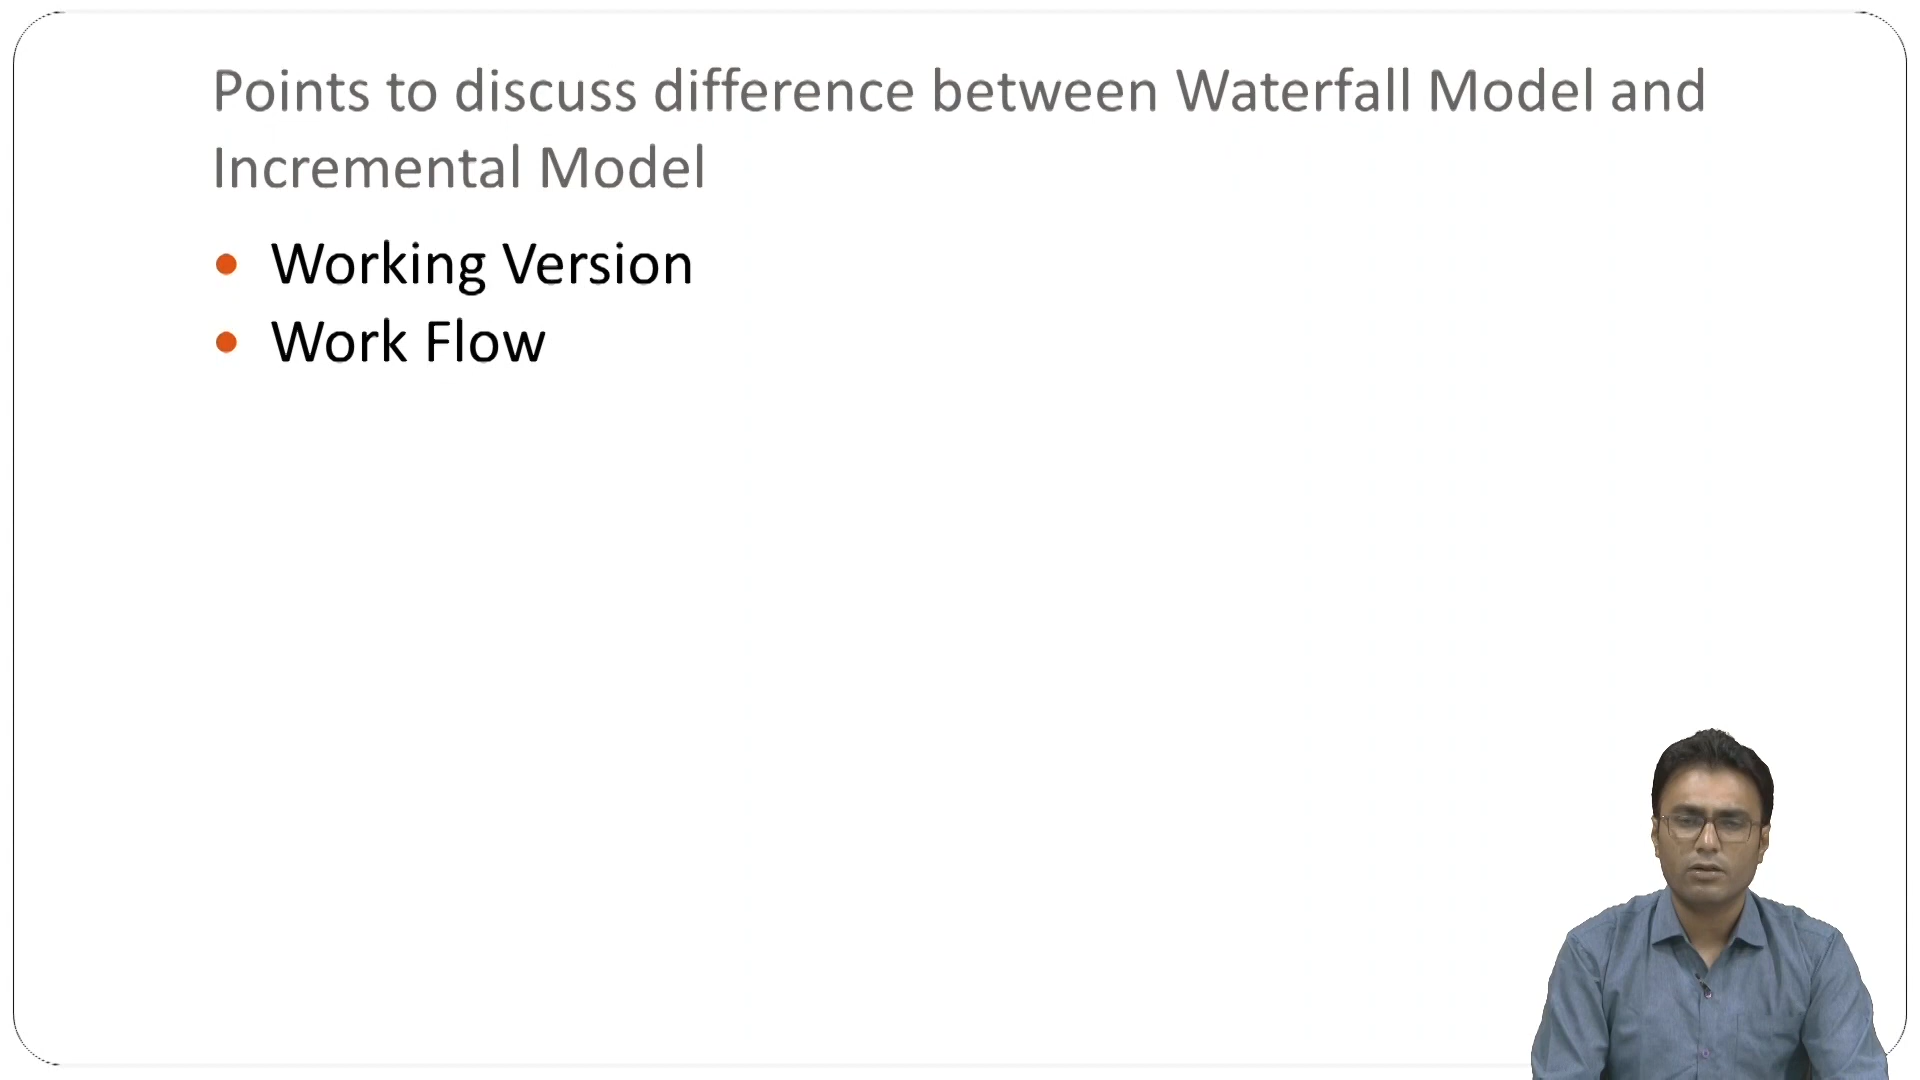 Points to discuss difference between Waterfall Model and
Incremental Model
Working Version
Work Flow